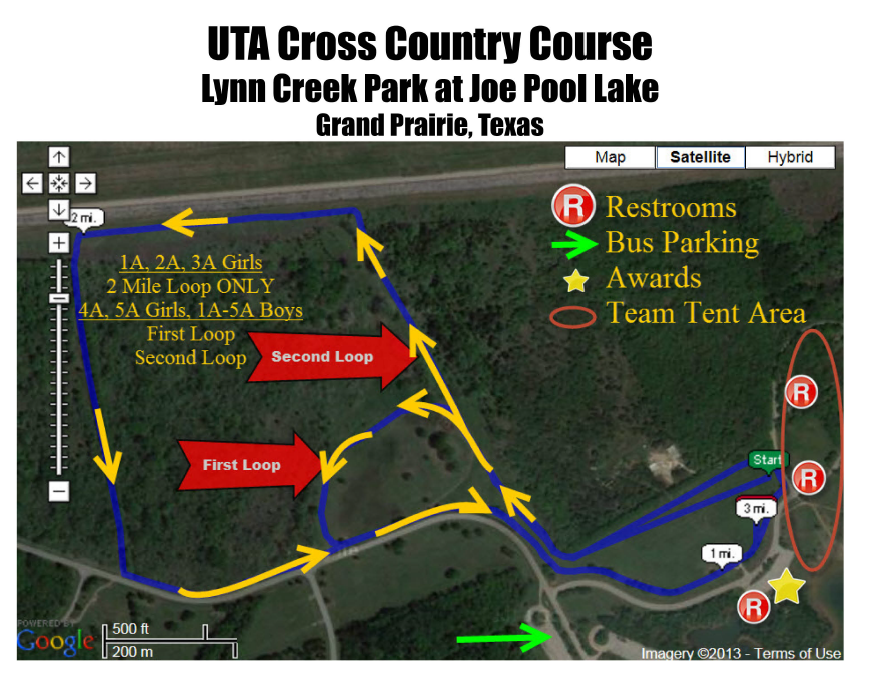 UTA Cross Country Course
Lynn Creek Park at Joe Pool Lake
Grand Prairie, Texas
Map
Satellite
Hybrid
2 mi.
R Restrooms
Bus Parking
Awards
Team Tent Area
1A, 2A, 3A Girls
2 Mile Loop ONLY
4A, 5A Girls, 1A-5A Boys
First Loop
Second Loop
Second Loop
First Loop
R
Start
R
3 mi.
1 mi.
R
POWERED BY
Google
500 ft
200 m
Imagery ©2013 - Terms of Use